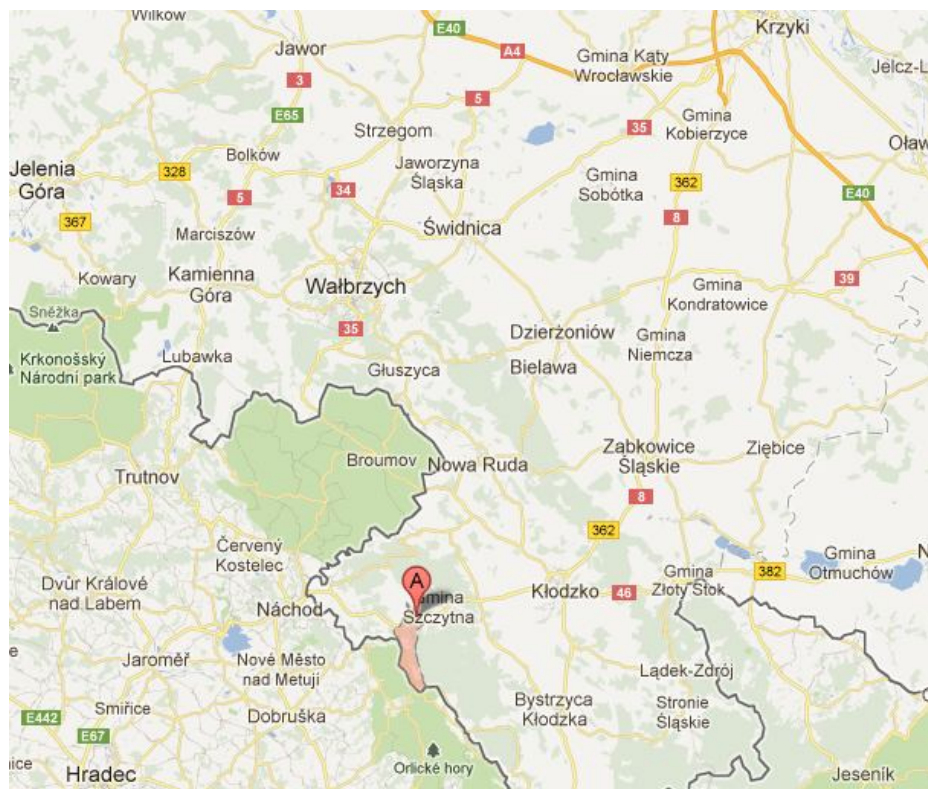 Wilków
E40
Krzyki
Jawor
A4
Gmina Kąty
Wrocławskie
Jelcz-L
3
5
E65
Strzegom
35
Gmina
Kobierzyce
Oław
Bolków
Jelenia
Góra
328
34
Jaworzyna
Śląska
Gmina
Sobótka
362
5
E40
367
8
Marciszów
Świdnica
Kowary
Kamienna
Góra
Wałbrzych
39
Gmina
Kondratowice
Sněžka
35
Dzierżoniów
Gmina
Niemcza
Krkonošský
Národní park
Lubawka
Głuszyca
Bielawa
Broumov
Nowa Ruda
Ząbkowice
Śląskie
Ziębice
Trutnov
8
362
Červený
Kostelec
Gmina
Otmuchów
N
382
Dvůr Králové
nad Labem
A
Gmina
Szczytna
Kłodzko
46
Gmina
Złoty Stok
Náchod
e
Jaroměř
Nové Město
nad Metují
Lądek-Zdrój
Smiřice
Bystrzyca
Kłodzka
Stronie
Śląskie
E442
Dobruška
E67
nice
Hradec
Orlické hory
Jeseník